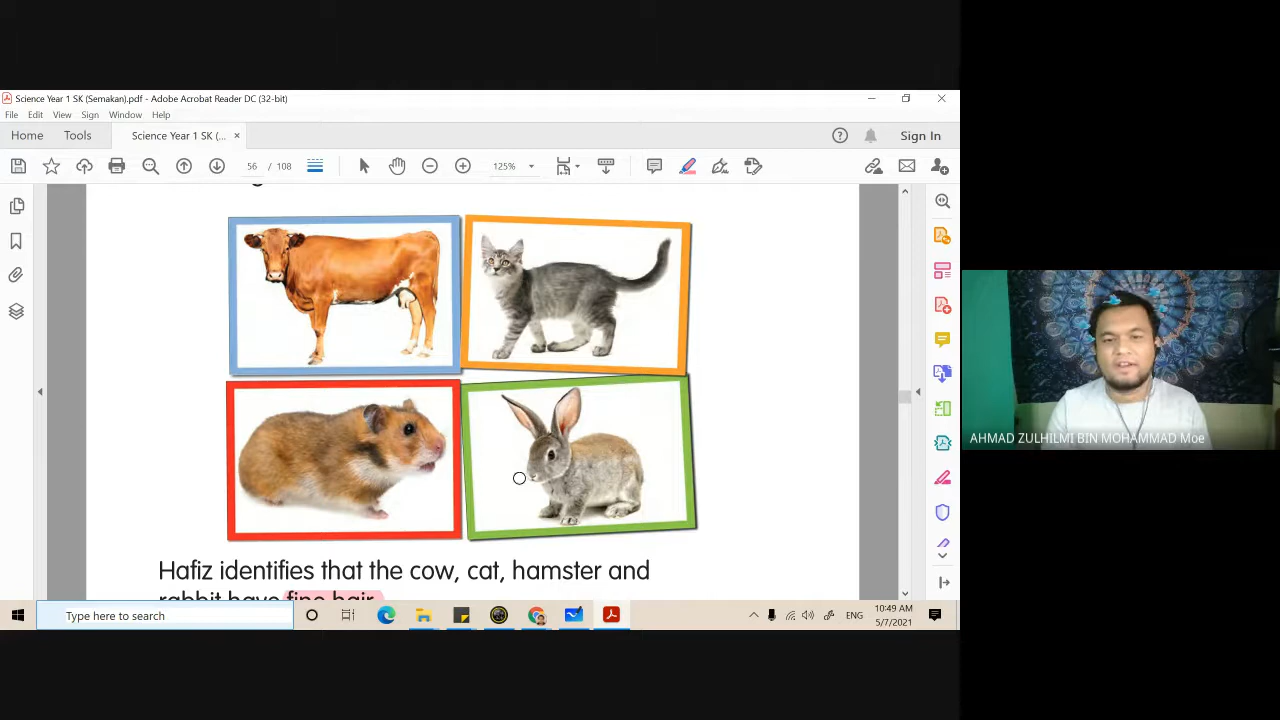 Science Year 1 SK (Semakan).pdf - Adobe Acrobat Reader DC (32-bit)
File Edit View Sign Window Help
Home Tools Science Year 1 SK (... × Sign In
56 / 108 125%
Hafiz identifies that the cow, cat, hamster and
rabbit have fine hair
AHMAD ZULHILMI BIN MOHAMMAD Moe
Type here to search
ENG
10:49 AM
5/7/2021